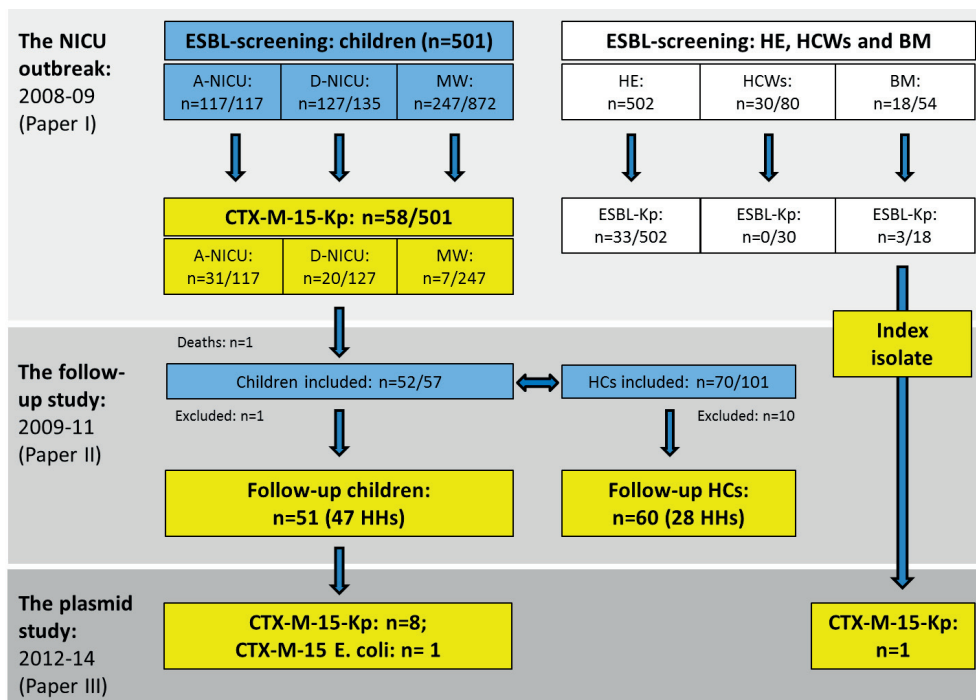 The NICU
outbreak:
2008-09
(Paper I)
ESBL-screening: children (n=501)
A-NICU:
n=117/117
D-NICU:
n=127/135
MW:
n=247/872
ESBL-screening: HE, HCWs and BM
HE:
n=502
HCWs:
n=30/80
BM:
n=18/54
CTX-M-15-Kp: n=58/501
A-NICU:
n=31/117
D-NICU:
n=20/127
MW:
n=7/247
ESBL-Kp:
n=33/502
ESBL-Kp:
n=0/30
ESBL-Kp:
n=3/18
Index
isolate
The follow-
up study:
2009-11
(Paper II)
Deaths: n=1
Children included: n=52/57
HCs included: n=70/101
Excluded: n=1
Excluded: n=10
Follow-up children:
n=51 (47 HHs)
Follow-up HCs:
n=60 (28 HHs)
The plasmid
study:
2012-14
(Paper III)
CTX-M-15-Kp: n=8;
CTX-M-15 E. coli: n= 1
CTX-M-15-Kp:
n=1